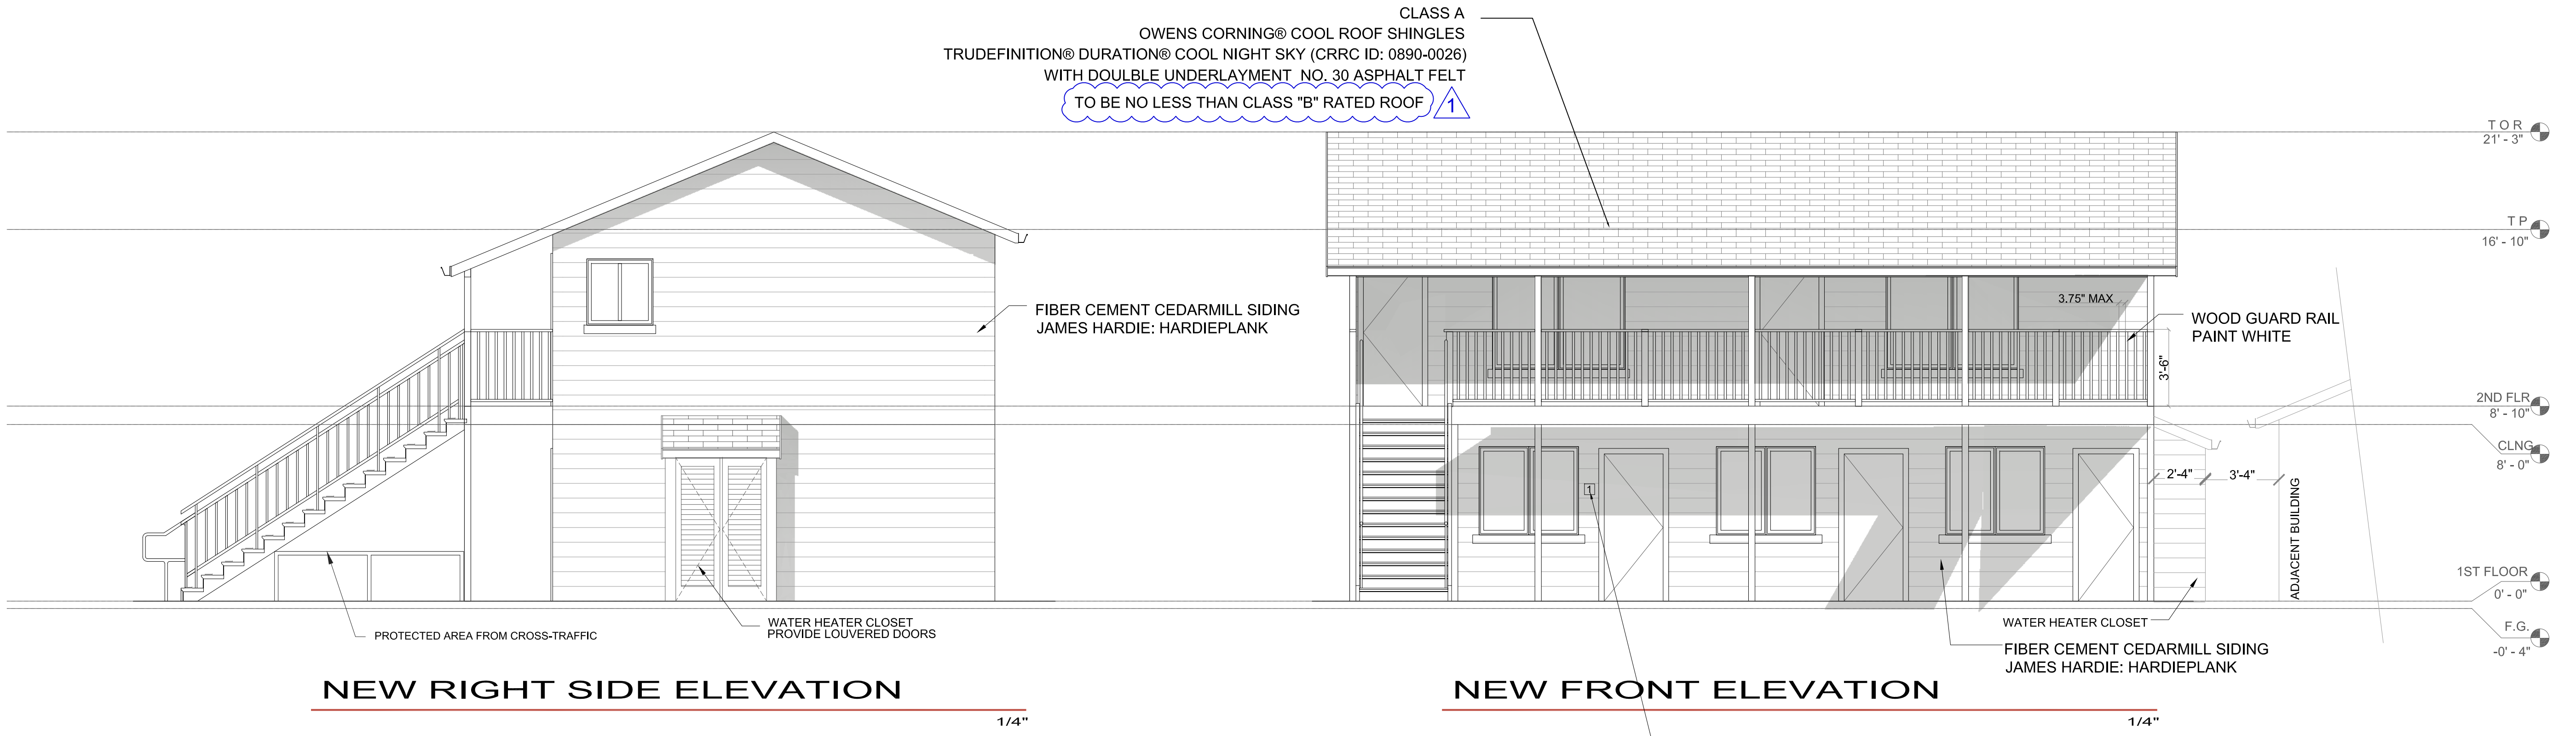 CLASS A
OWENS CORNING® COOL ROOF SHINGLES
TRUDEFINITION® DURATION® COOL NIGHT SKY (CRRC ID: 0890-0026)
WITH DOULBLE UNDERLAYMENT NO. 30 ASPHALT FELT
TO BE NO LESS THAN CLASS "B" RATED ROOF
1
T O R
21' - 3"
T P
16' - 10"
FIBER CEMENT CEDARMILL SIDING
JAMES HARDIE: HARDIEPLANK
3.75" MAX
WOOD GUARD RAIL
PAINT WHITE
3'-6"
2ND FLR
8' - 10"
CLNG
8' - 0"
2'-4"
3'-4"
1
ADJACENT BUILDING
1ST FLOOR
0' - 0"
F.G.
-0' - 4"
PROTECTED AREA FROM CROSS-TRAFFIC
WATER HEATER CLOSET
PROVIDE LOUVERED DOORS
WATER HEATER CLOSET
FIBER CEMENT CEDARMILL SIDING
JAMES HARDIE: HARDIEPLANK
NEW RIGHT SIDE ELEVATION
1/4"
NEW FRONT ELEVATION
1/4"